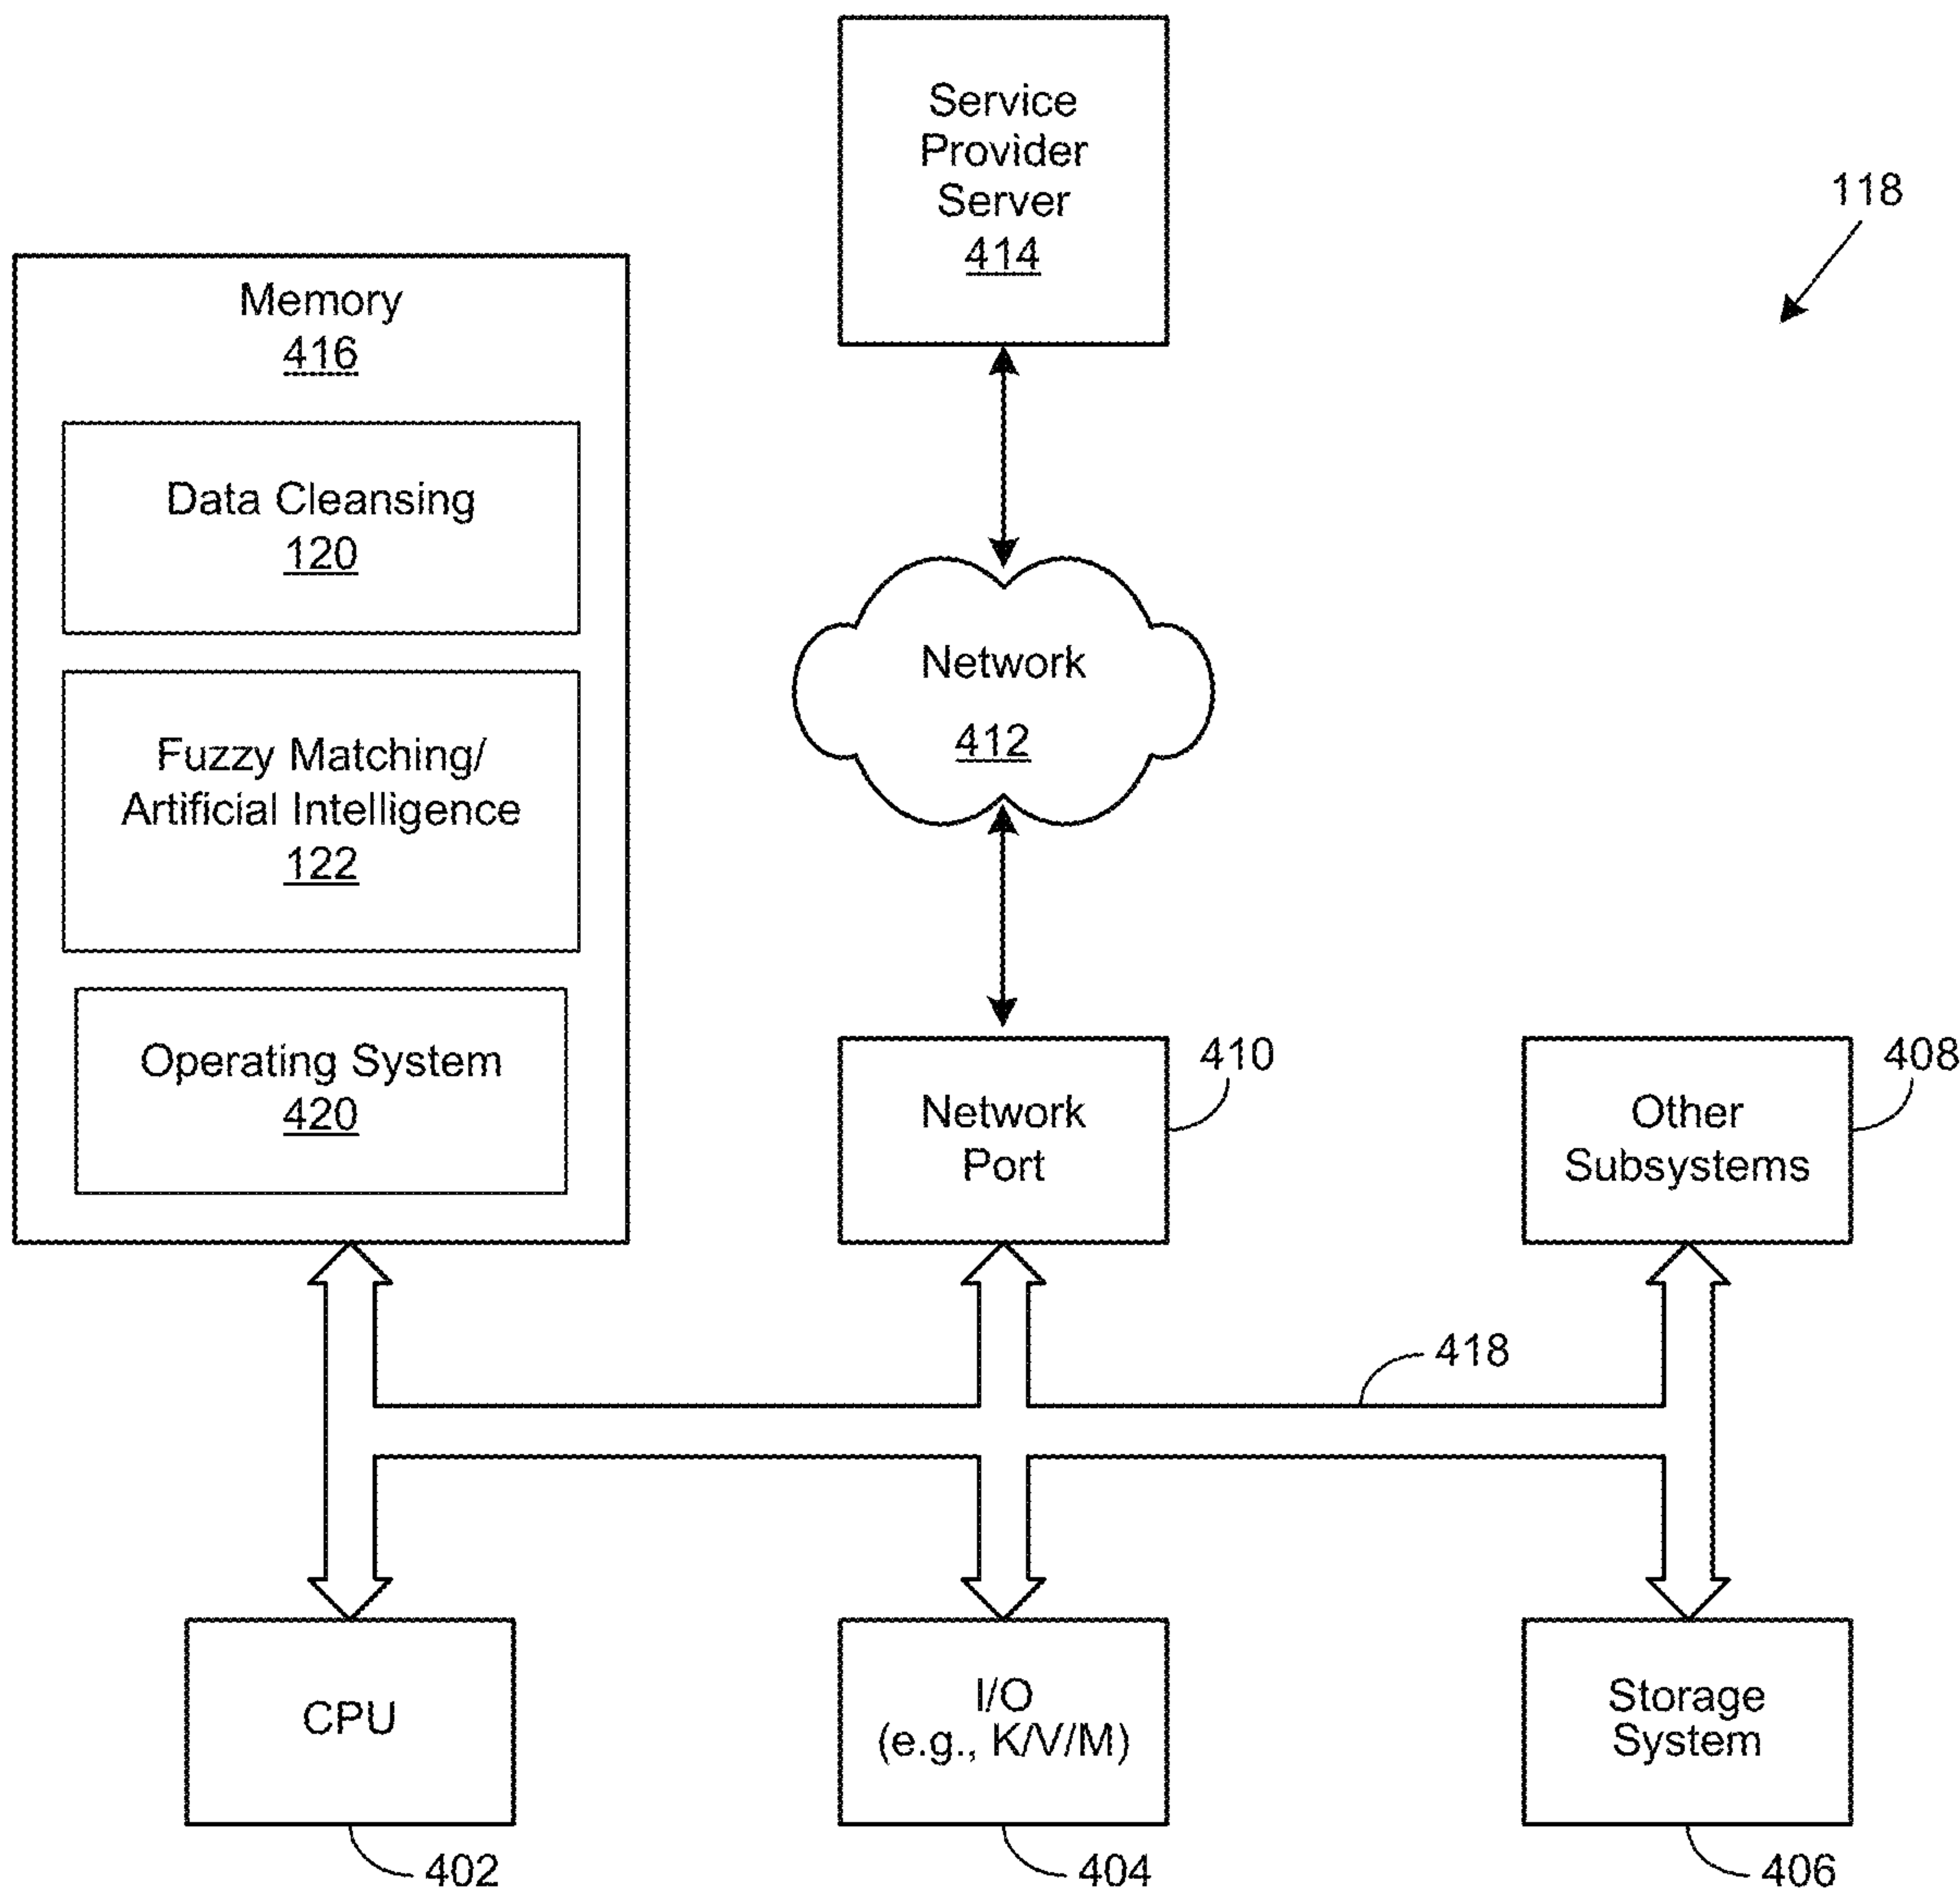 Service
Provider
Server
414
118
Memory
416
Data Cleansing
120
Fuzzy Matching/
Artificial Intelligence
122
Operating System
420
Network
412
Network
Port
410
Other
Subsystems
408
418
CPU
402
I/O
(e.g., K/V/M)
404
Storage
System
406